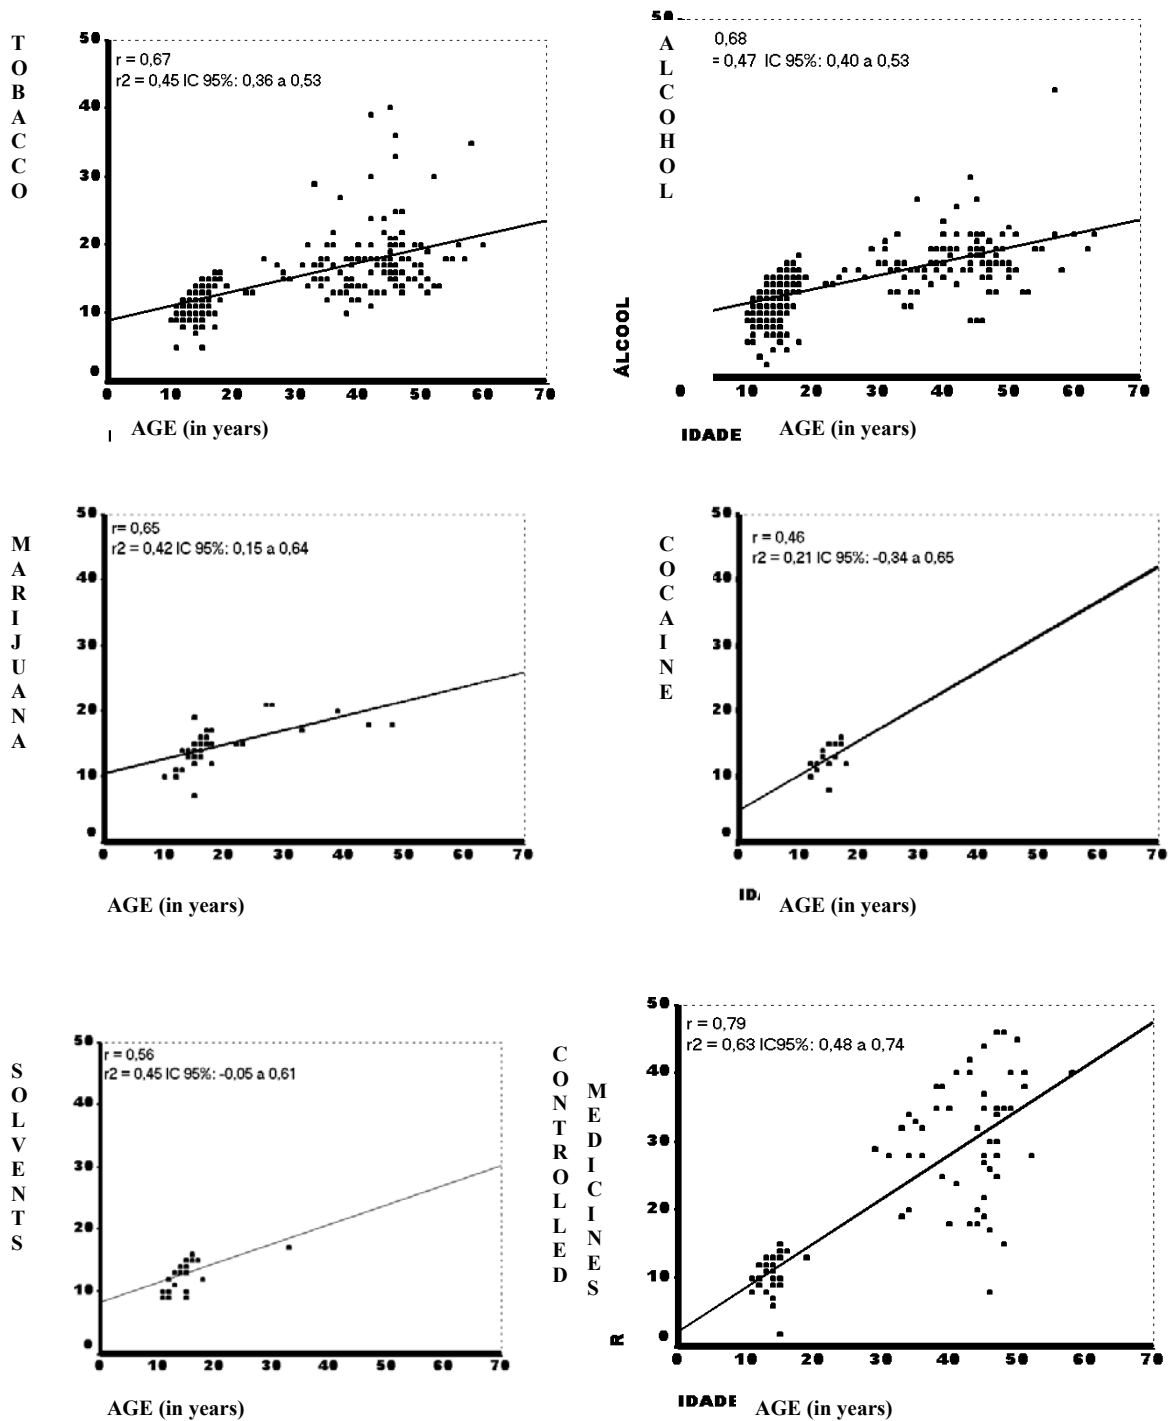 TOBACCO
r = 0,67
r2 = 0,45 IC 95%: 0,36 a 0,53
50
40
30
20
10
0
0 10 20 30 40 50 60 70
AGE (in years)
ALCOHOL
0,68
= 0,47 IC 95%: 0,40 a 0,53
50
ÁLCOOL
0 10 20 30 40 50 60 70
IDADE
AGE (in years)
MARIJUANA
r= 0,65
r2 = 0,42 IC 95%: 0,15 a 0,64
50
40
30
20
10
0
0 10 20 30 40 50 60 70
AGE (in years)
COCAINE
r = 0,46
r2 = 0,21 IC 95%: -0,34 a 0,65
50
40
30
20
10
0
0 10 20 30 40 50 60 70
AGE (in years)
SOLVENTS
r = 0,56
r2 = 0,45 IC 95%: -0,05 a 0,61
50
40
30
20
10
0
0 10 20 30 40 50 60 70
AGE (in years)
CONTROLLED
MEDICINES
r = 0,79
r2 = 0,63 IC95%: 0,48 a 0,74
50
40
30
20
10
0
R
0 10 20 30 40 50 60 70
IDADE
AGE (in years)